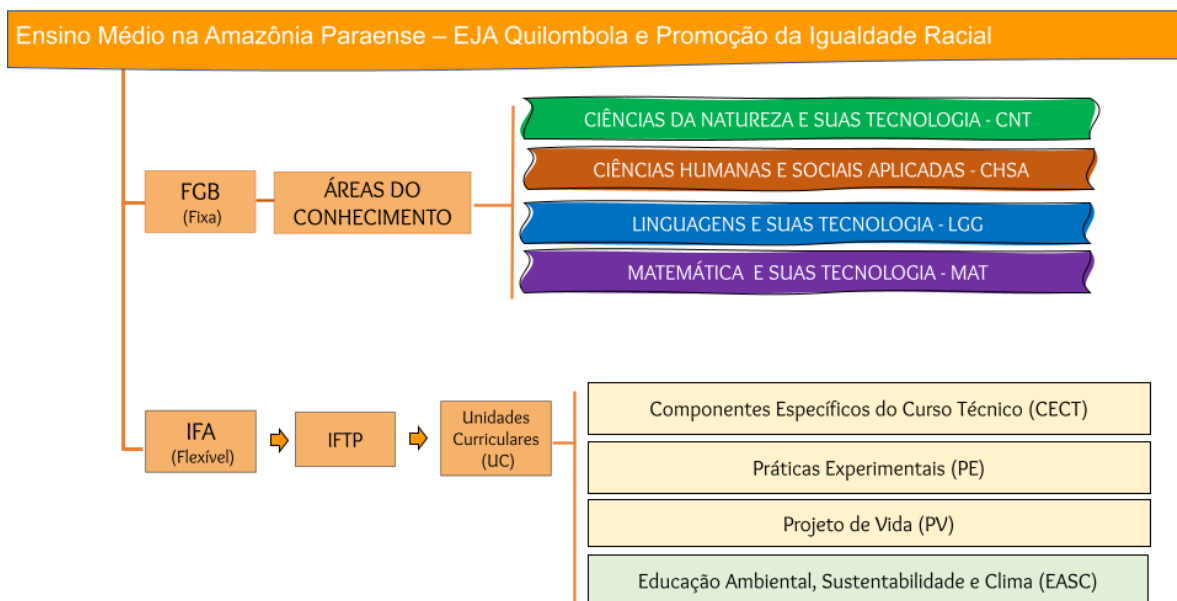 Ensino Médio na Amazônia Paraense – EJA Quilombola e Promoção da Igualdade Racial
FGB
(Fixa)
ÁREAS DO
CONHECIMENTO
CIÊNCIAS DA NATUREZA E SUAS TECNOLOGIA - CNT
CIÊNCIAS HUMANAS E SOCIAIS APLICADAS - CHSA
LINGUAGENS E SUAS TECNOLOGIA - LGG
MATEMÁTICA E SUAS TECNOLOGIA - MAT
IFA
(Flexível)
IFTP
Unidades
Curriculares
(UC)
Componentes Específicos do Curso Técnico (CECT)
Práticas Experimentais (PE)
Projeto de Vida (PV)
Educação Ambiental, Sustentabilidade e Clima (EASC)